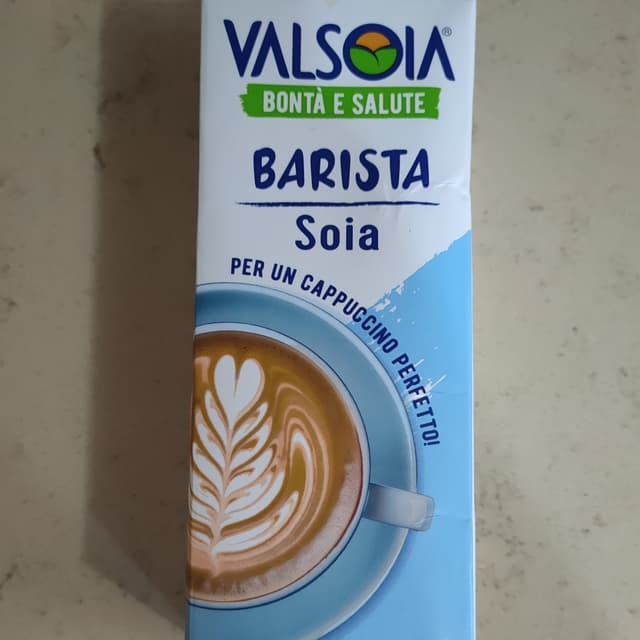 VALSOIA®
BONTÀ E SALUTE
BARISTA
Soia
PER UN CAPPUCCINO PERFETTO!